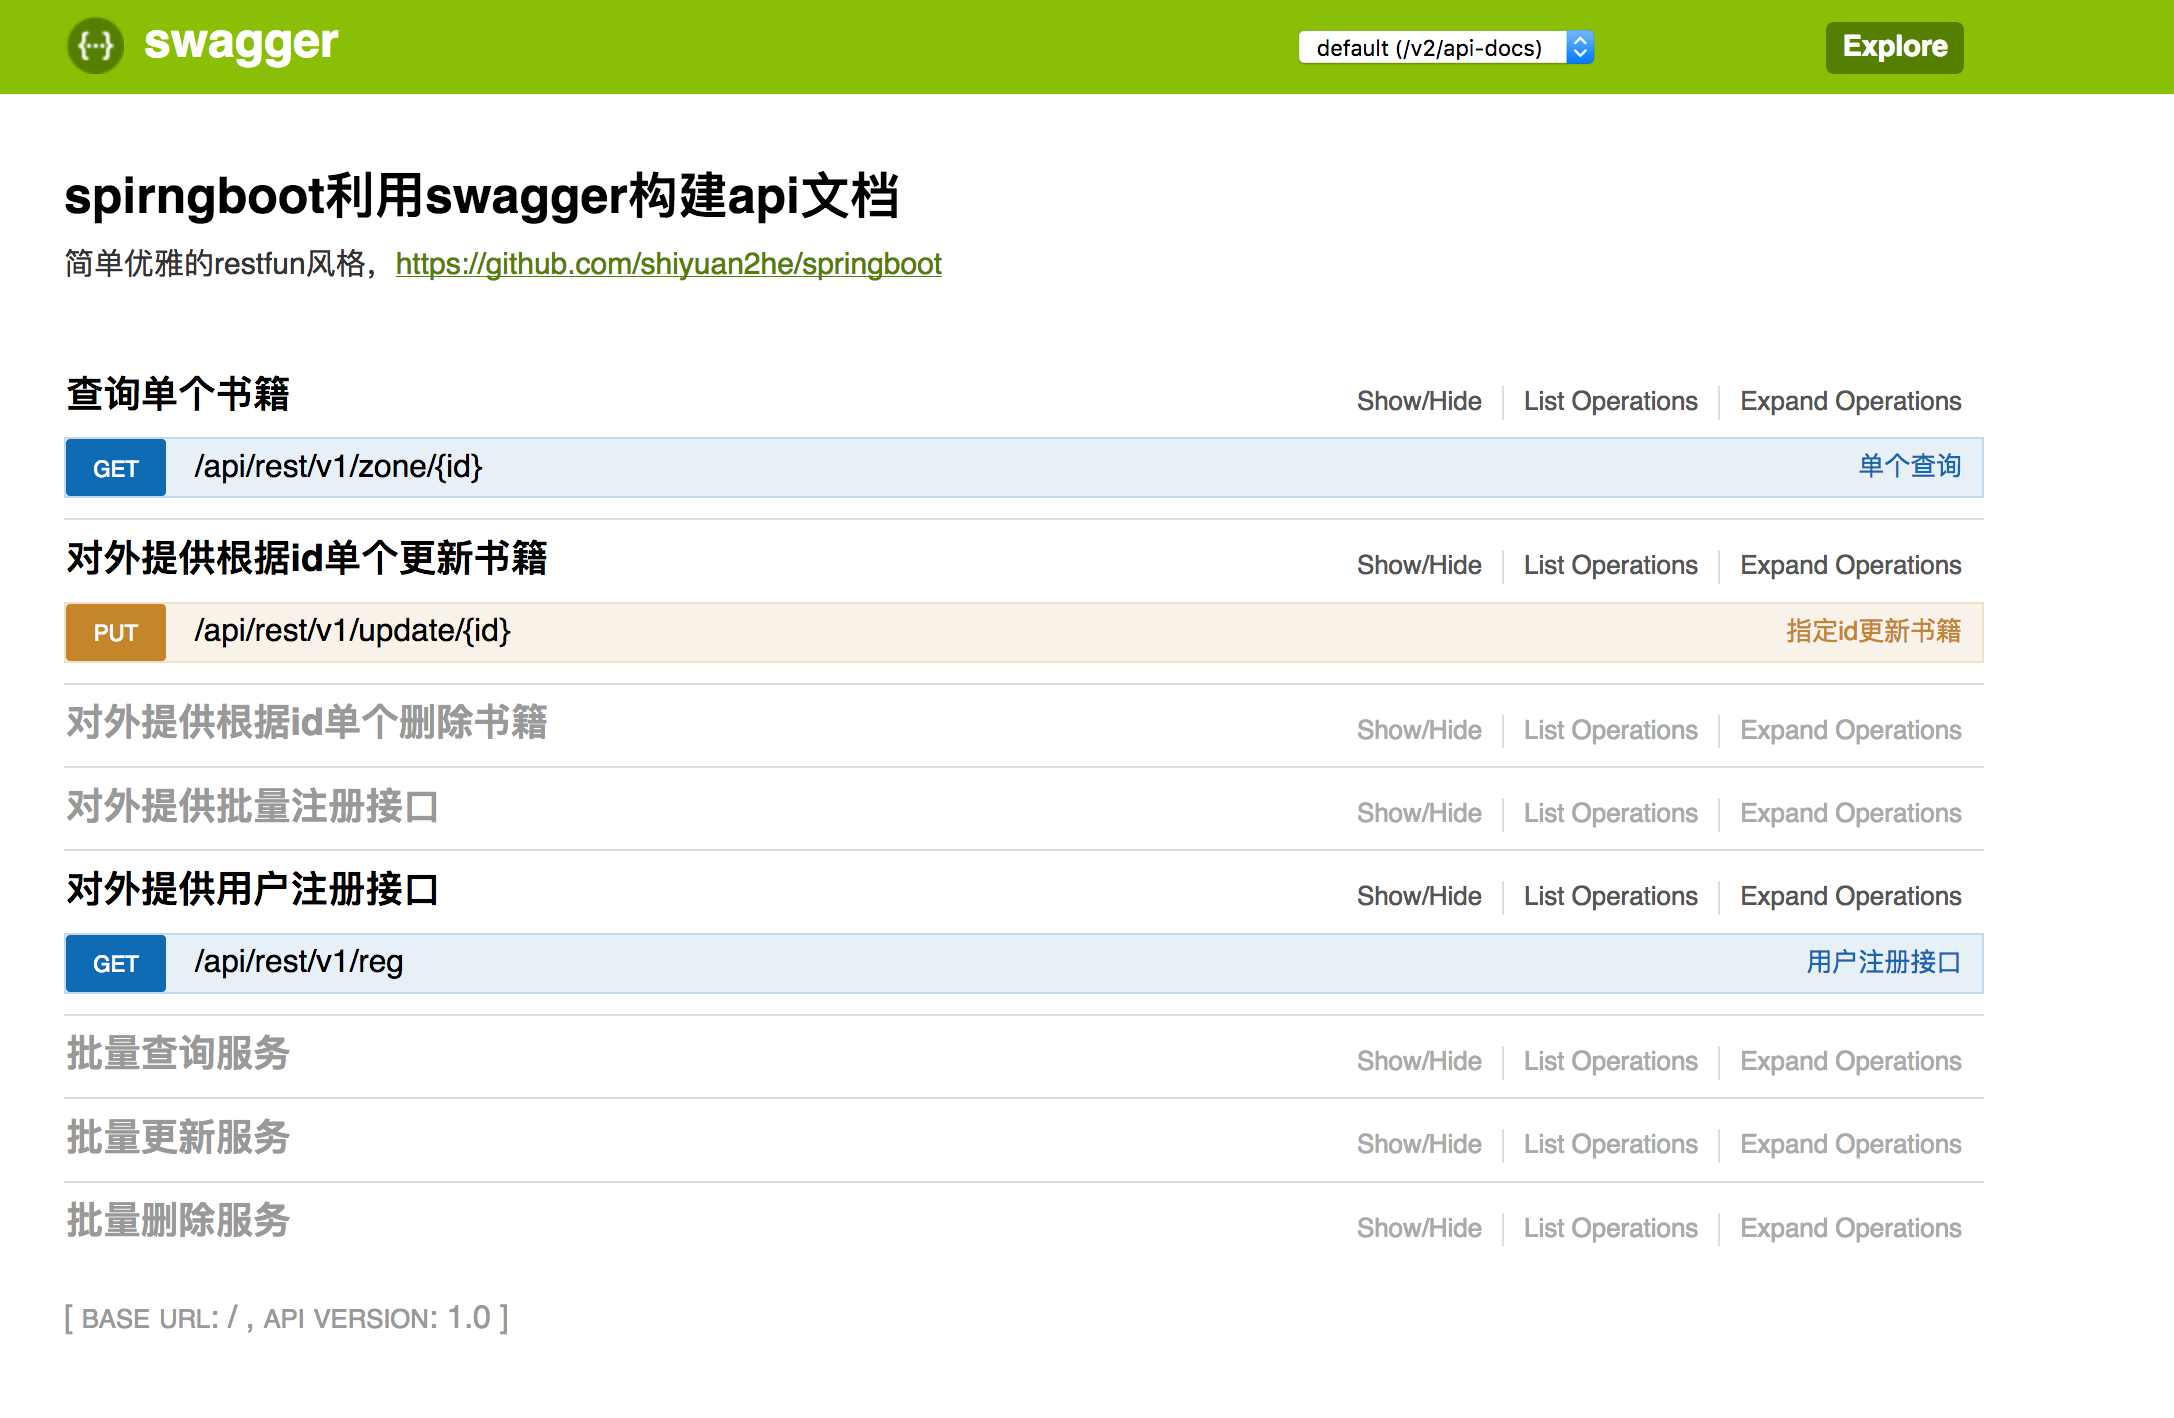 {···} swagger default (/v2/api-docs) Explore
spirngboot利用swagger构建api文档
简单优雅的restfun风格，https://github.com/shiyuan2he/springboot
查询单个书籍 Show/Hide List Operations Expand Operations
GET /api/rest/v1/zone/{id} 单个查询
对外提供根据id单个更新书籍 Show/Hide List Operations Expand Operations
PUT /api/rest/v1/update/{id} 指定id更新书籍
对外提供根据id单个删除书籍 Show/Hide List Operations Expand Operations
对外提供批量注册接口 Show/Hide List Operations Expand Operations
对外提供用户注册接口 Show/Hide List Operations Expand Operations
GET /api/rest/v1/reg 用户注册接口
批量查询服务 Show/Hide List Operations Expand Operations
批量更新服务 Show/Hide List Operations Expand Operations
批量删除服务 Show/Hide List Operations Expand Operations
[ BASE URL: / , API VERSION: 1.0 ]